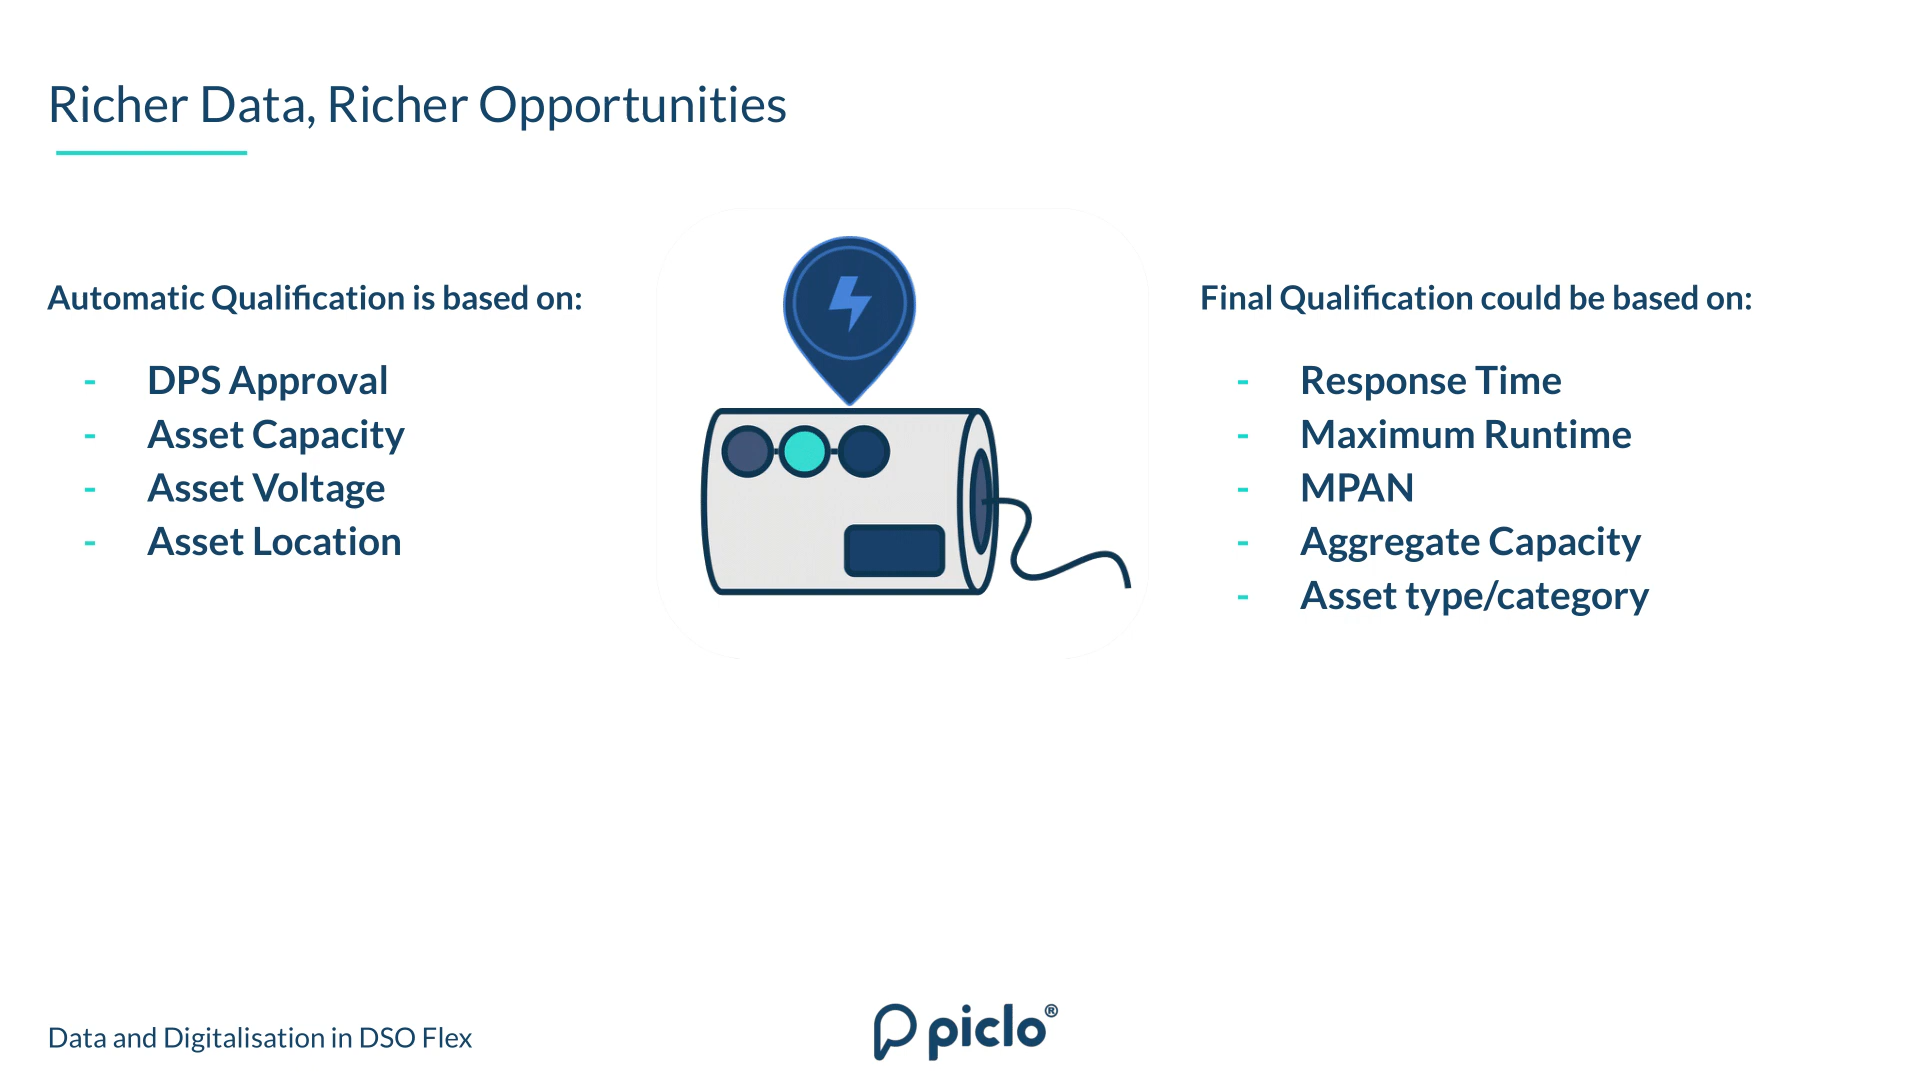 Richer Data, Richer Opportunities
Automatic Qualification is based on:
- DPS Approval
- Asset Capacity
- Asset Voltage
- Asset Location
Final Qualification could be based on:
- Response Time
- Maximum Runtime
- MPAN
- Aggregate Capacity
- Asset type/category
Data and Digitalisation in DSO Flex
piclo®